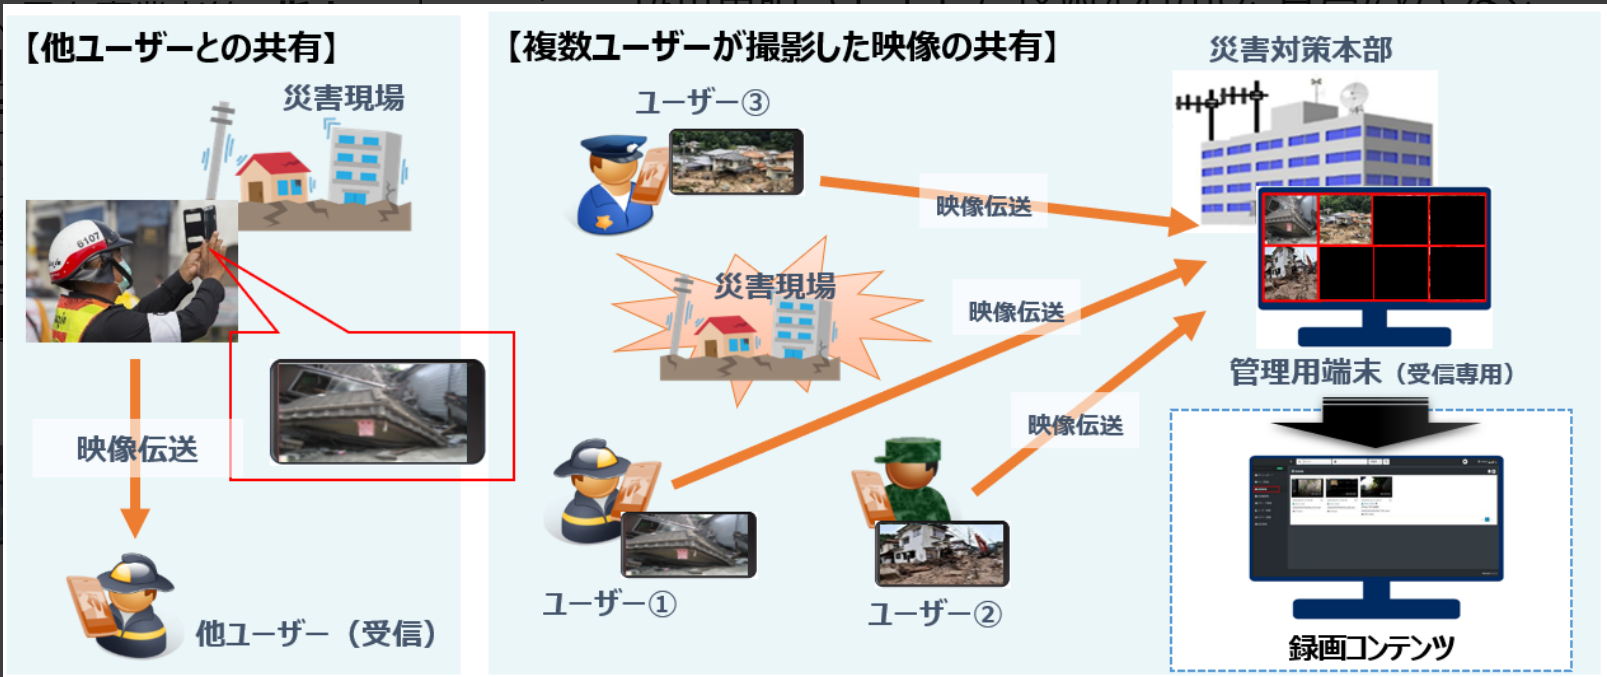 【他ユーザーとの共有】
災害現場
6107
映像伝送
他ユーザー（受信）
【複数ユーザーが撮影した映像の共有】
災害対策本部
ユーザー③
映像伝送
災害現場
映像伝送
管理用端末（受信専用）
映像伝送
ユーザー①
ユーザー②
録画コンテンツ